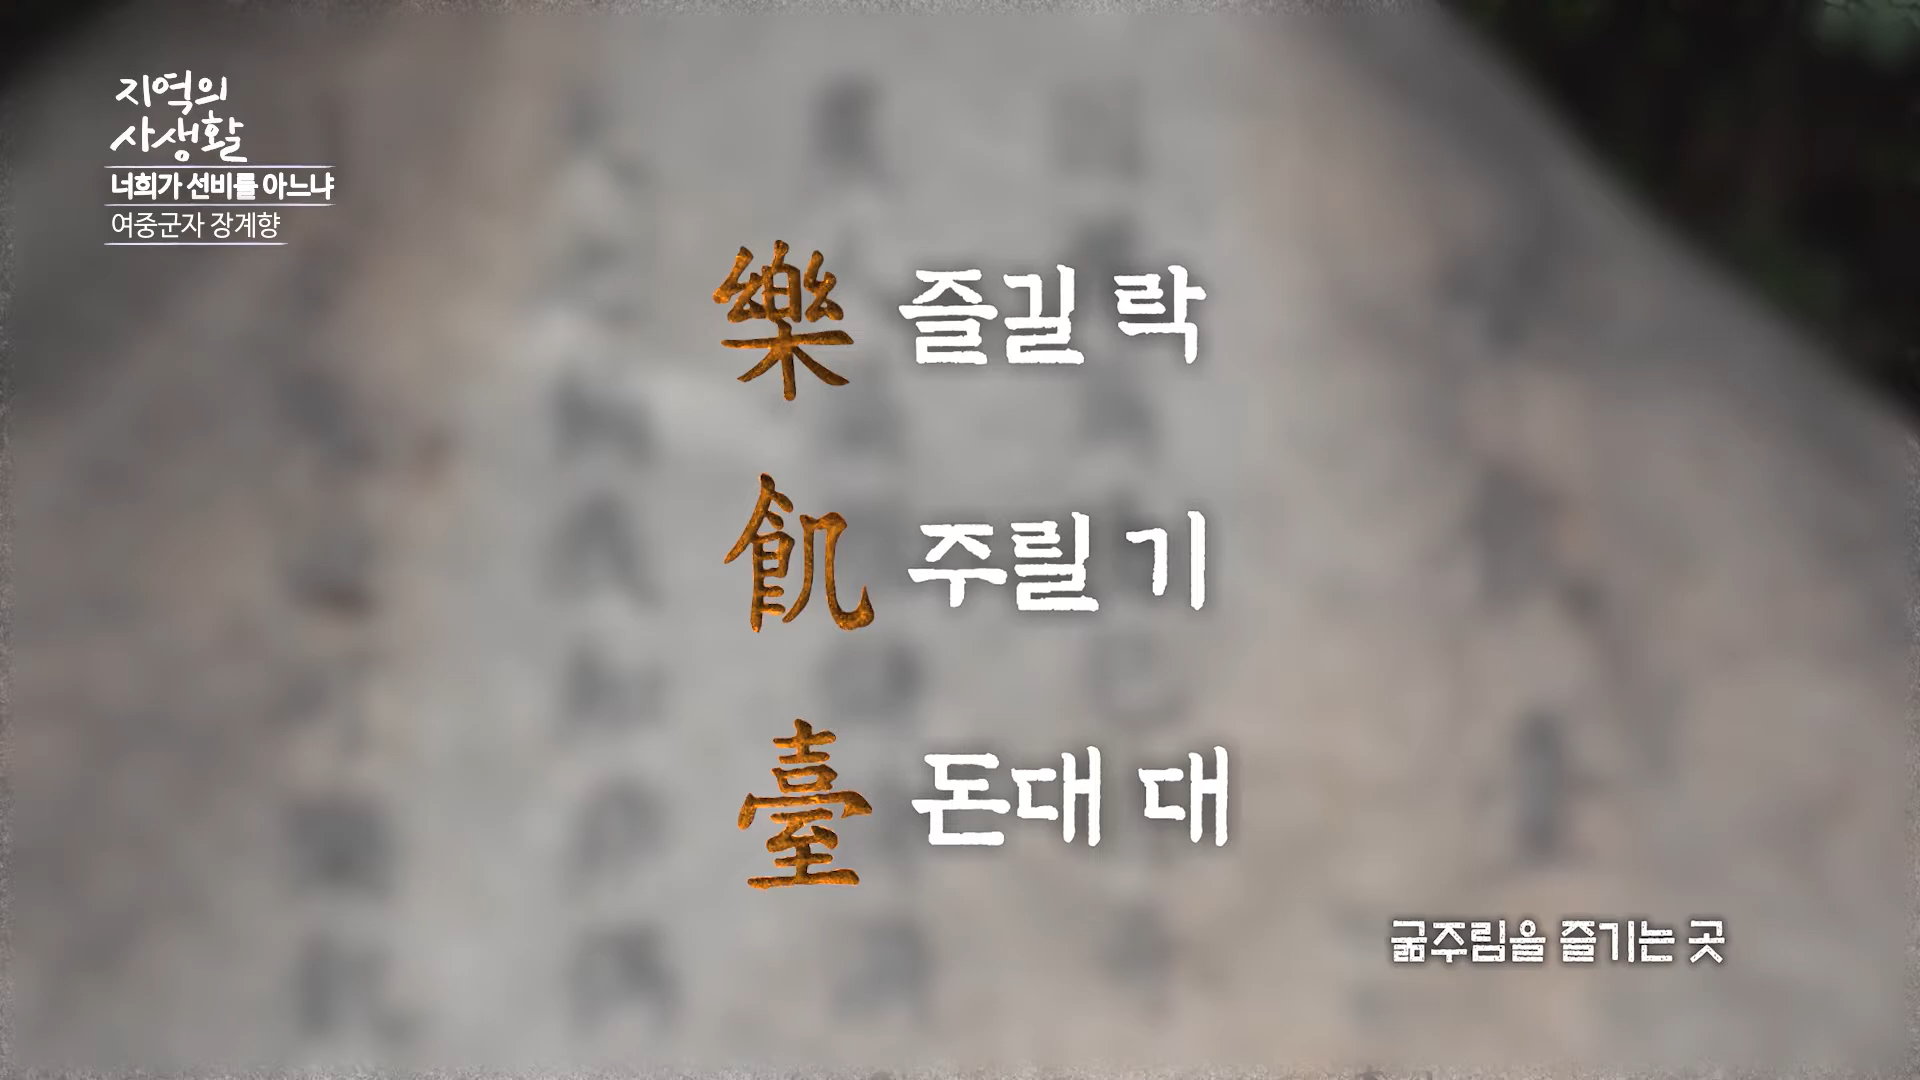 지역의
사생활
너희가 선비를 아느냐
여중군자 장계향
樂 즐길 락
飢 주릴 기
臺 돈대 대
굶주림을 즐기는 곳